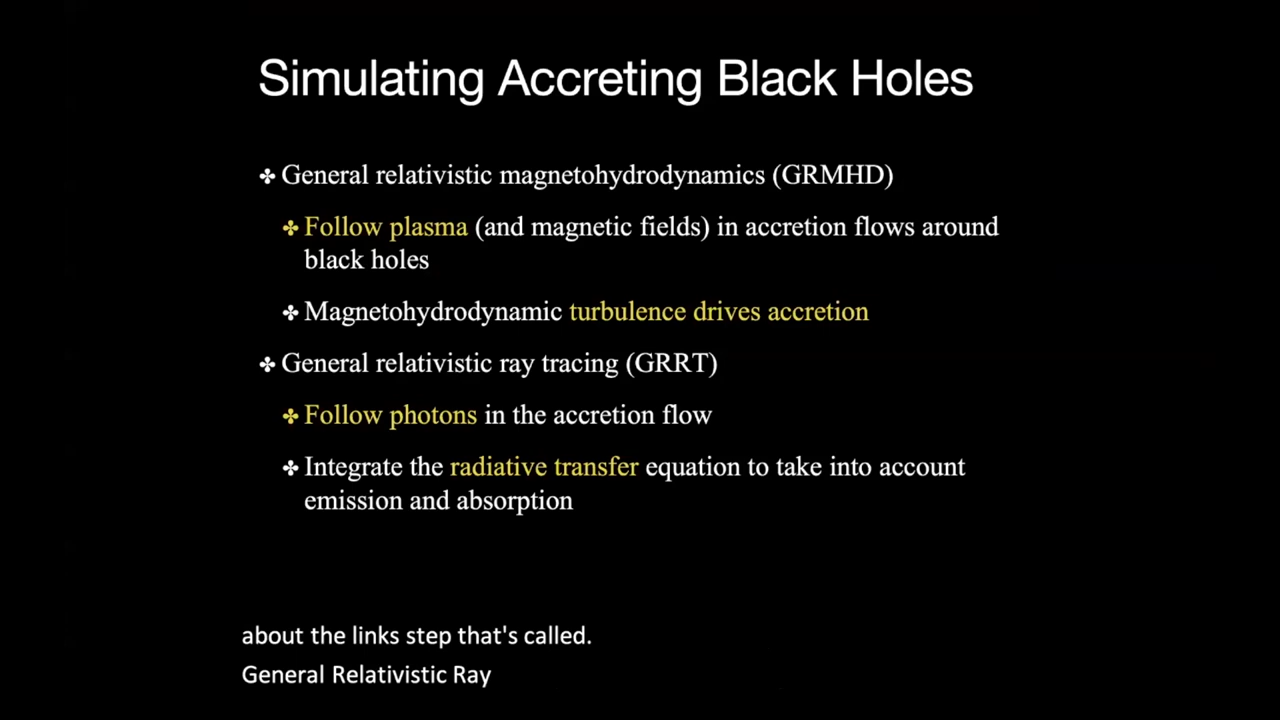 Simulating Accreting Black Holes
✤ General relativistic magnetohydrodynamics (GRMHD)
✤ Follow plasma (and magnetic fields) in accretion flows around
black holes
✤ Magnetohydrodynamic turbulence drives accretion
✤ General relativistic ray tracing (GRRT)
✤ Follow photons in the accretion flow
✤ Integrate the radiative transfer equation to take into account
emission and absorption
about the links step that's called.
General Relativistic Ray